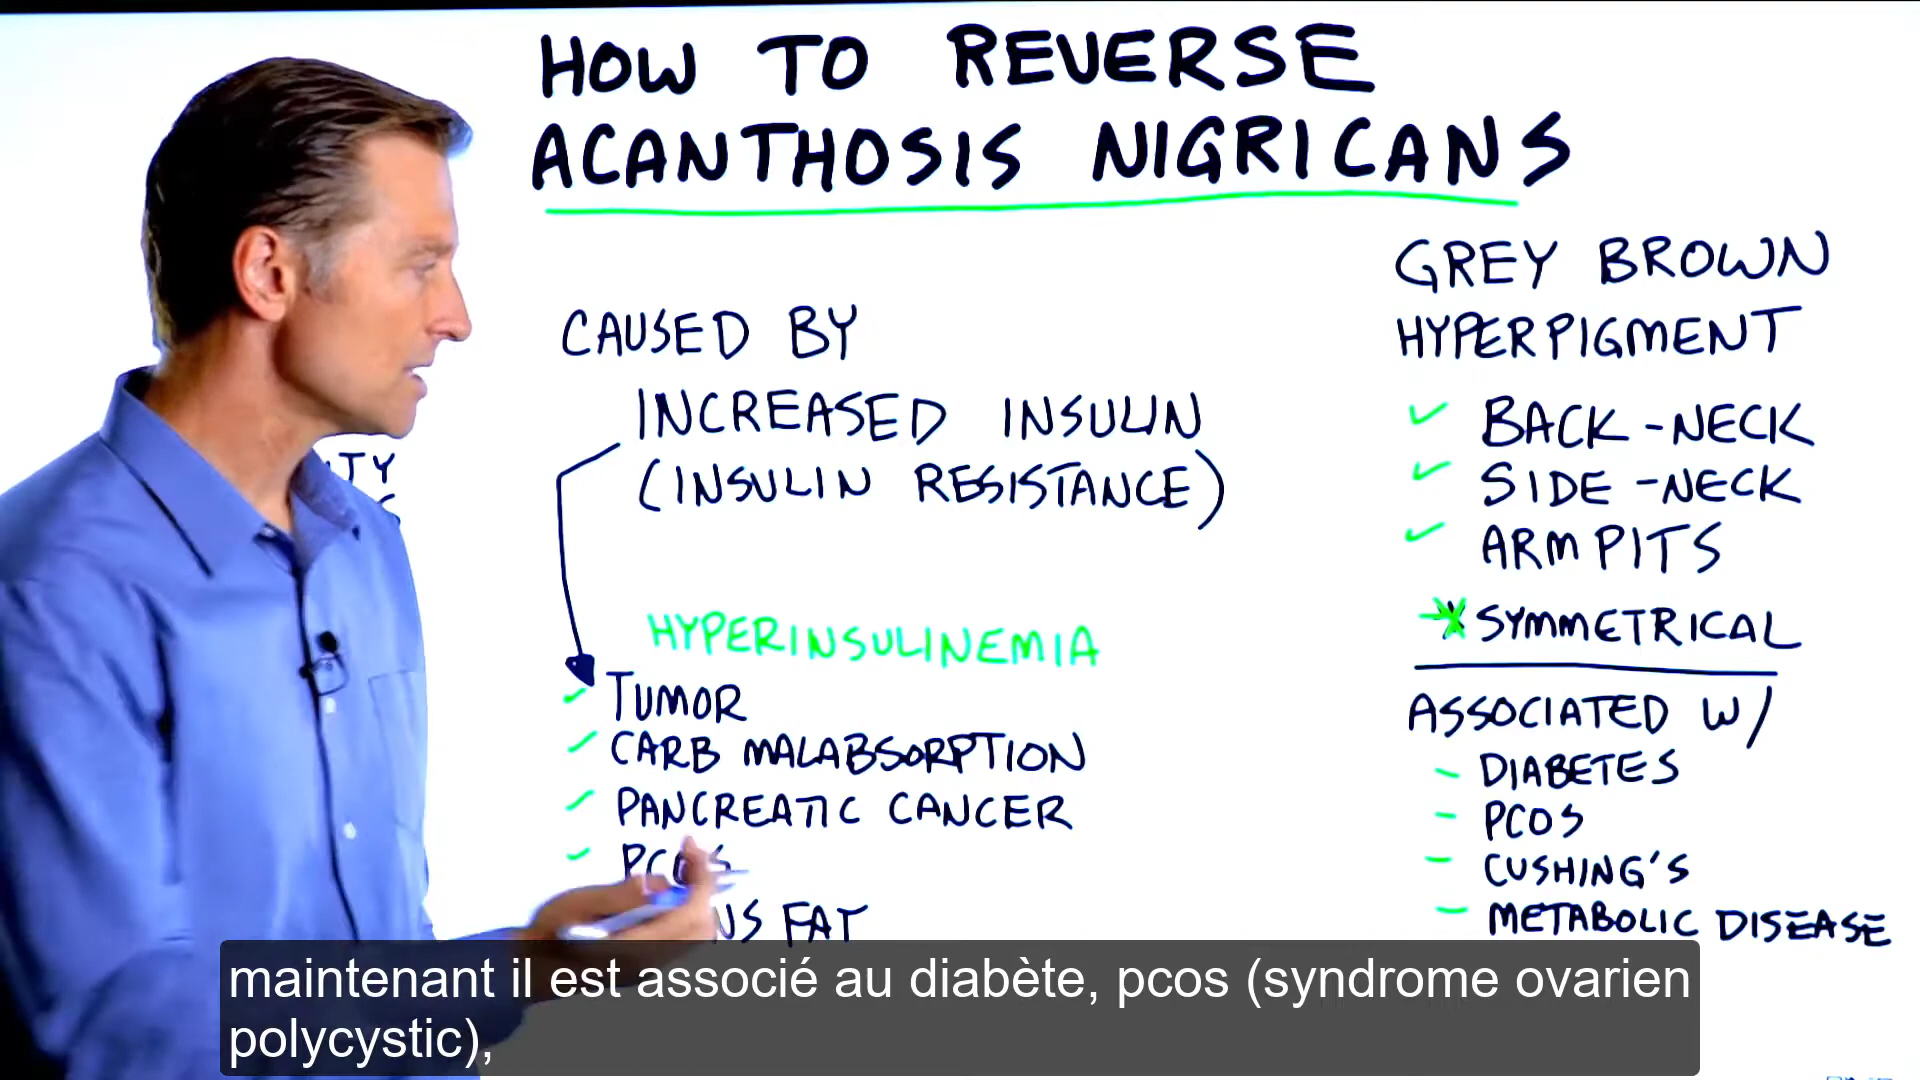 HOW TO REVERSE
ACANTHOSIS NIGRICANS
CAUSED BY
INCREASED INSULIN
(INSULIN RESISTANCE)
HYPERINSULINEMIA
✓ TUMOR
✓ CARB MALABSORPTION
✓ PANCREATIC CANCER
✓ PCOS
FAT
GREY BROWN
HYPERPIGMENT
✓ BACK-NECK
✓ SIDE-NECK
✓ ARMPITS
* SYMMETRICAL
ASSOCIATED W/
- DIABETES
- PCOS
- CUSHING'S
- METABOLIC DISEASE
maintenant il est associé au diabète, pcos (syndrome ovarien
polycystic),